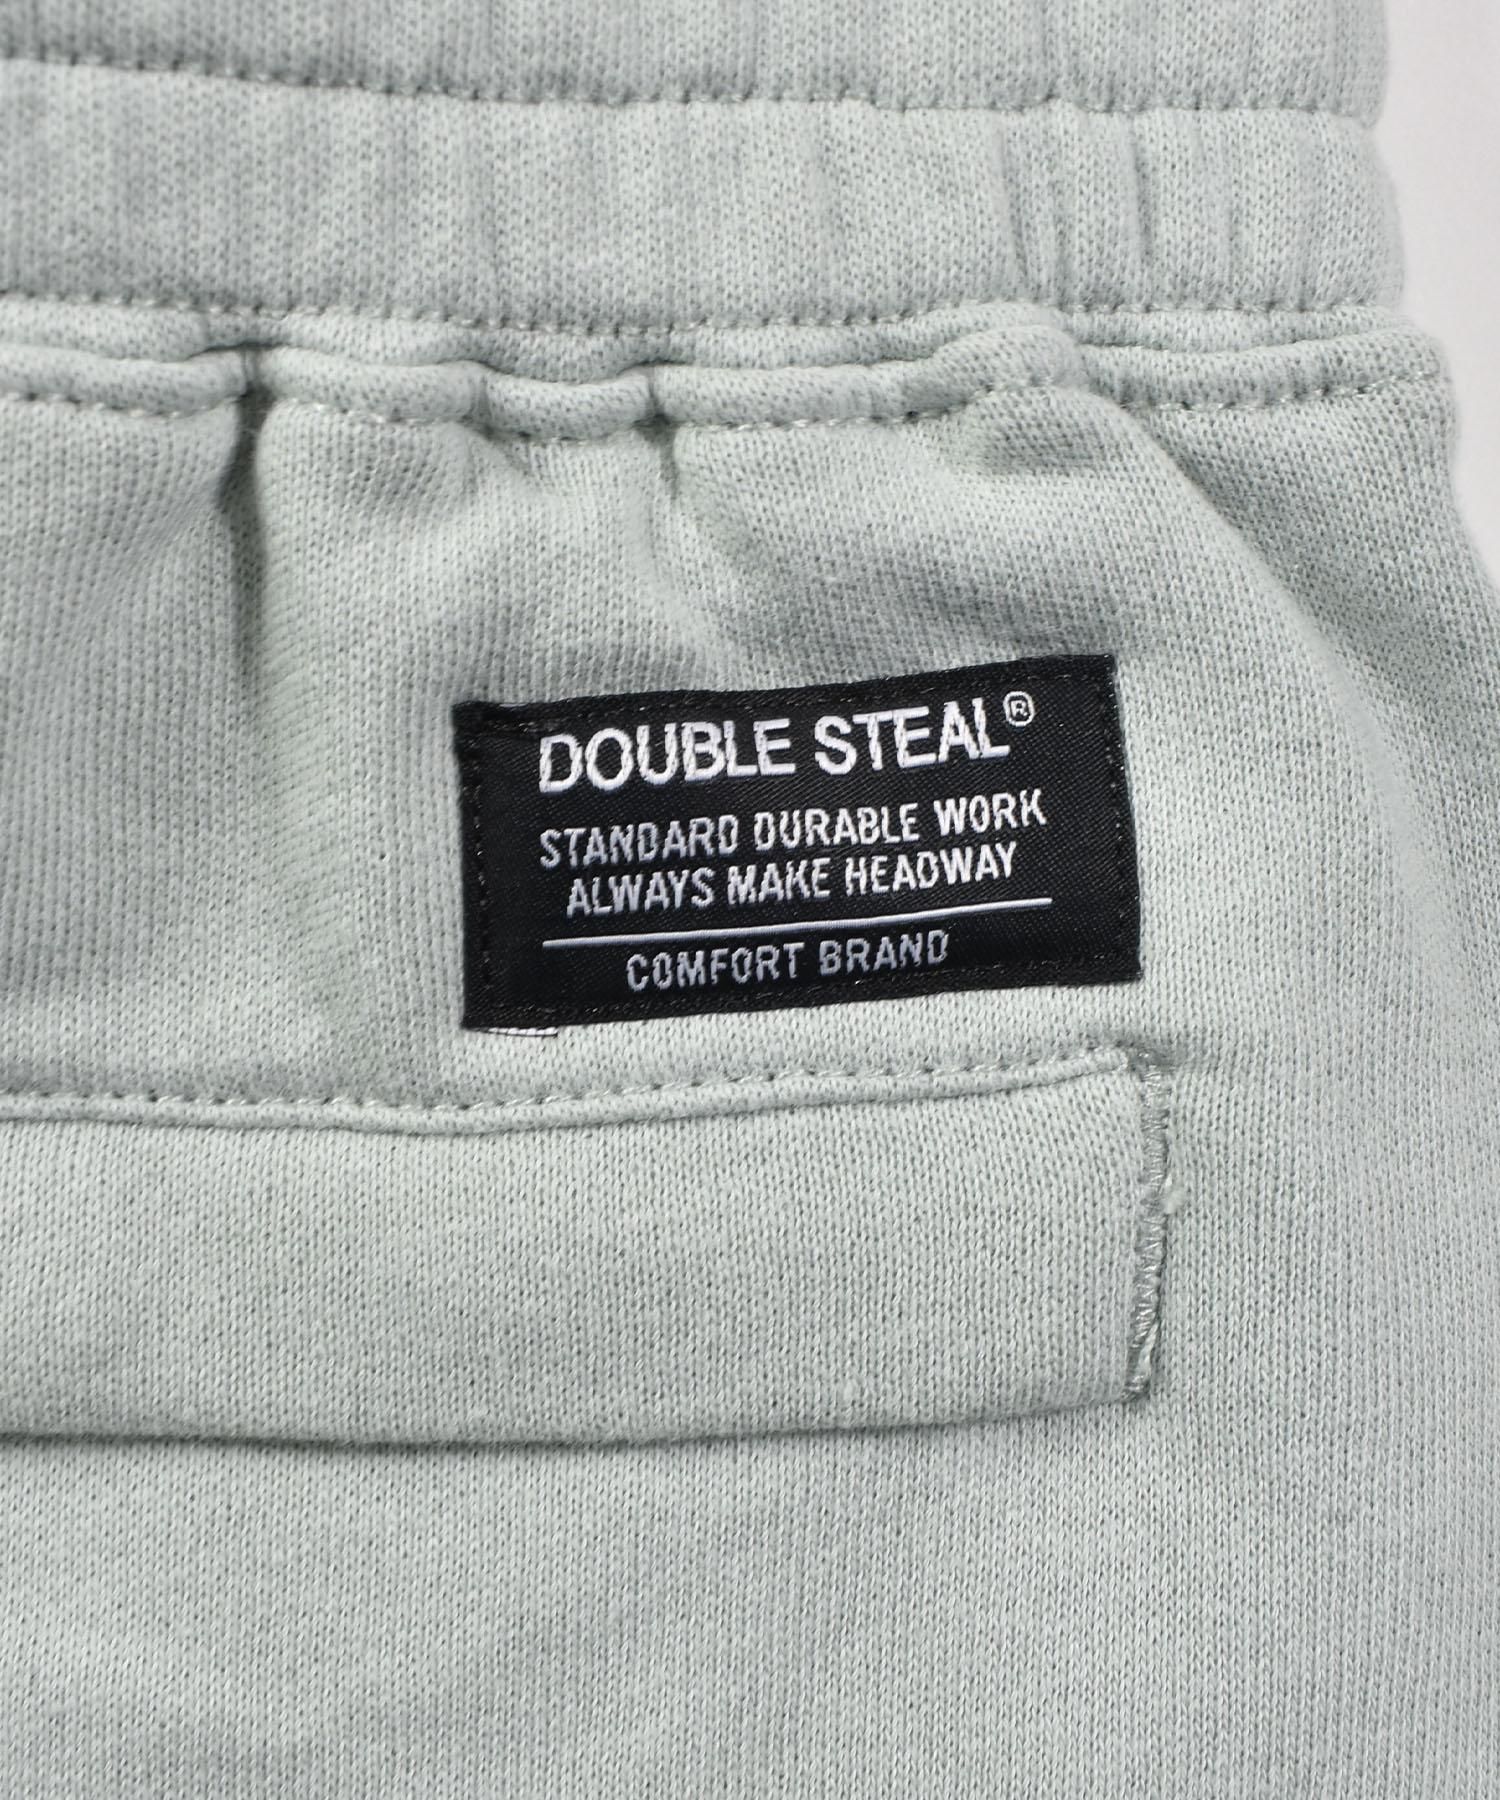 DOUBLE STEAL®
STANDARD DURABLE WORK
ALWAYS MAKE HEADWAY
COMFORT BRAND